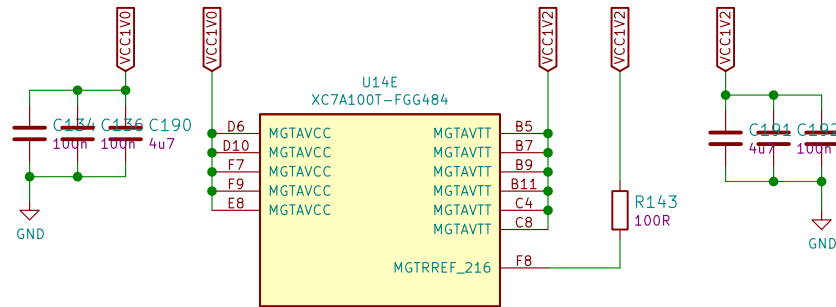 VCC1V0
VCC1V0
VCC1V2
VCC1V2
VCC1V2
U14E
XC7A100T-FGG484
C134
100n
C136
100n
C190
4u7
D6
MGTAVCC
D10
MGTAVCC
F7
MGTAVCC
F9
MGTAVCC
E8
MGTAVCC
MGTAVTT
B5
MGTAVTT
B7
MGTAVTT
B9
MGTAVTT
B11
MGTAVTT
C4
MGTAVTT
C8
MGTRREF_216
F8
R143
100R
C191
4u7
C192
100n
GND
GND